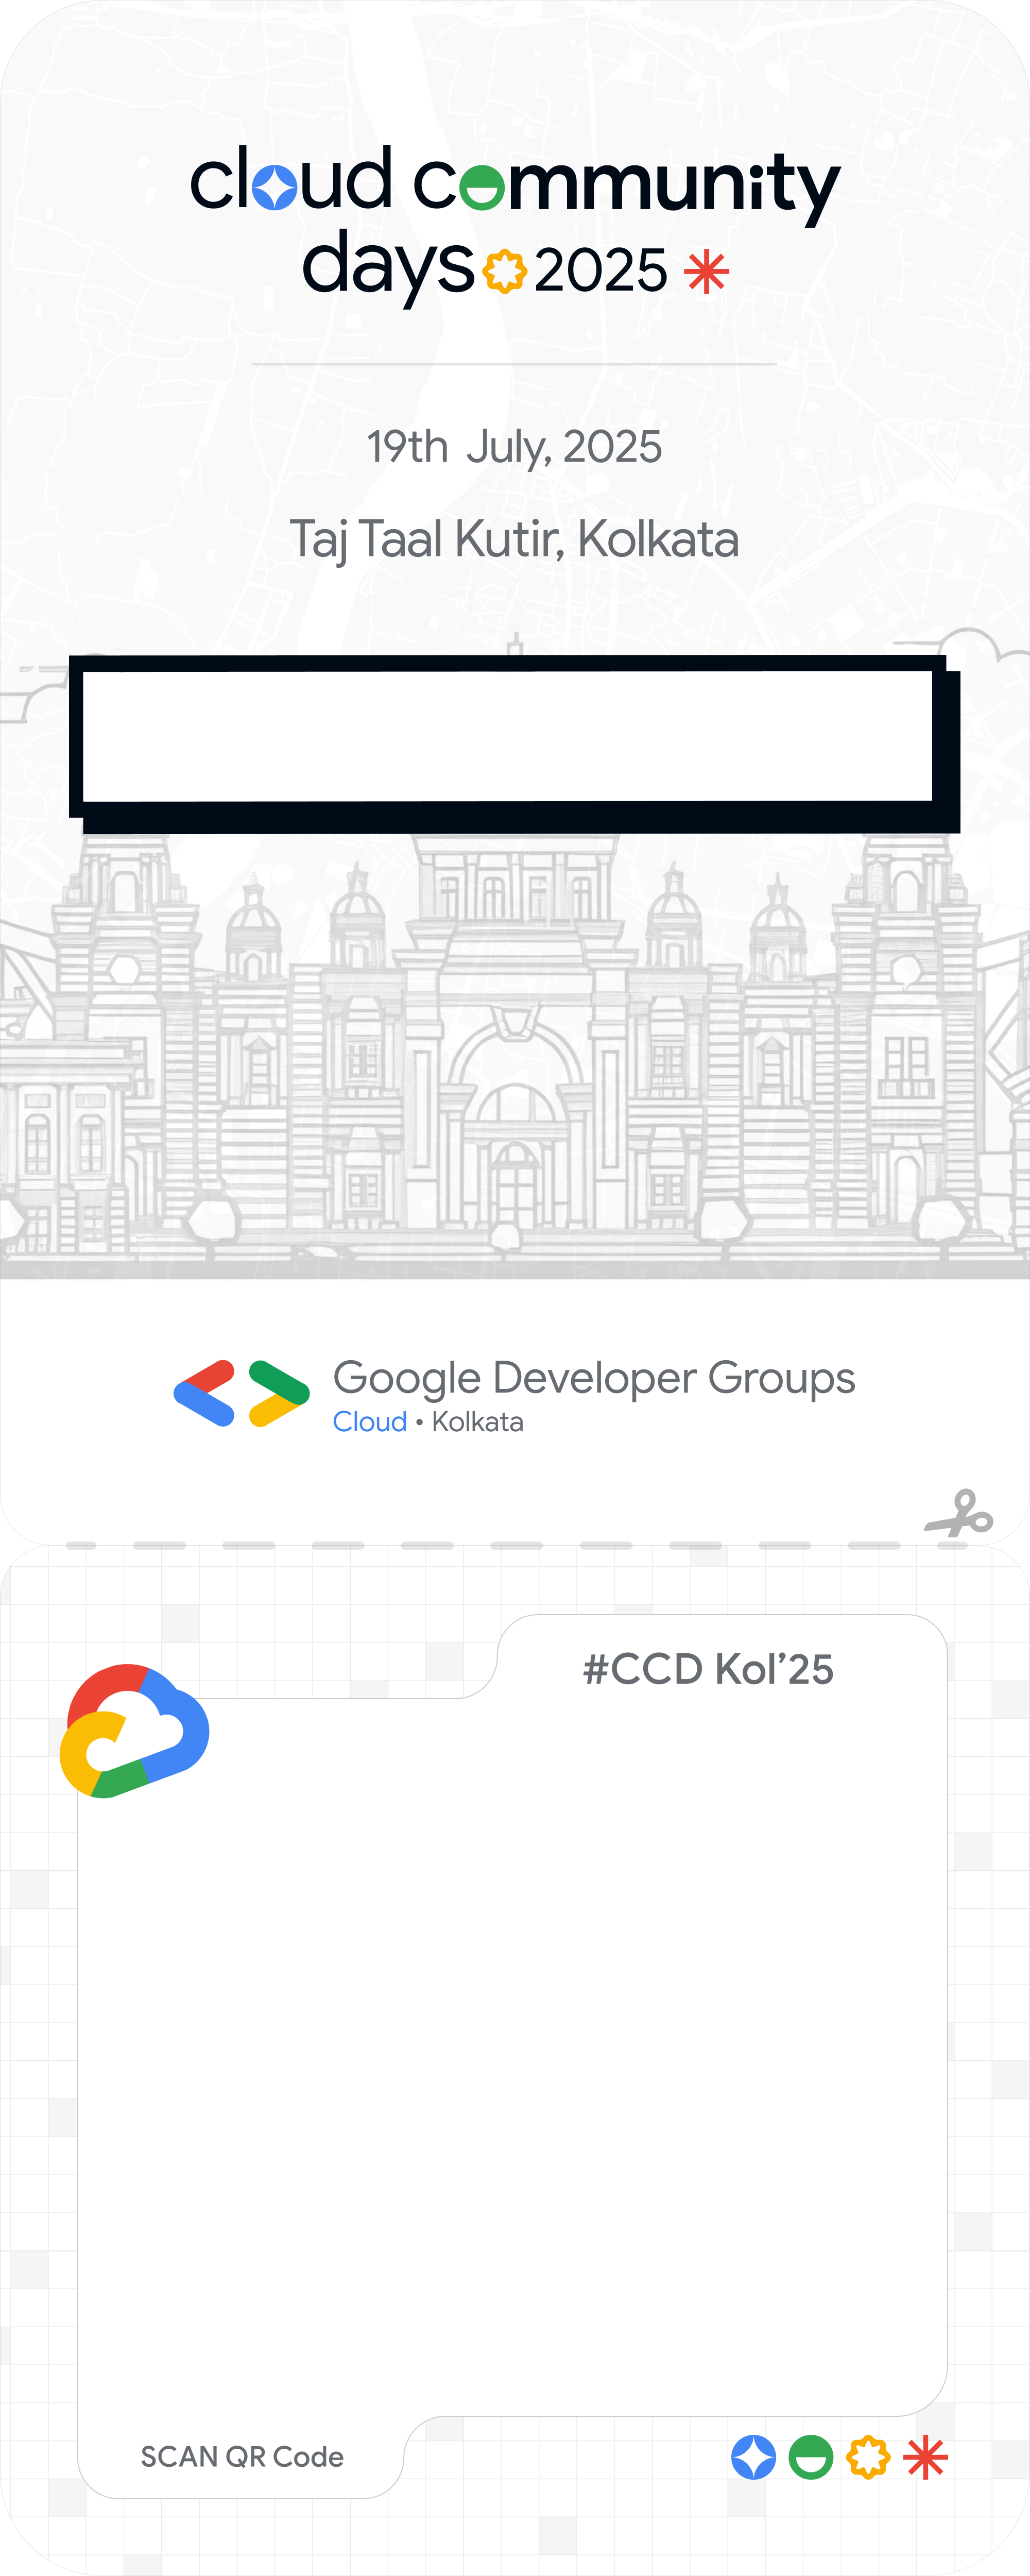 cloud community
days 2025
19th July, 2025
Taj Taal Kutir, Kolkata
Google Developer Groups
Cloud • Kolkata
#CCD Kol’25
SCAN QR Code